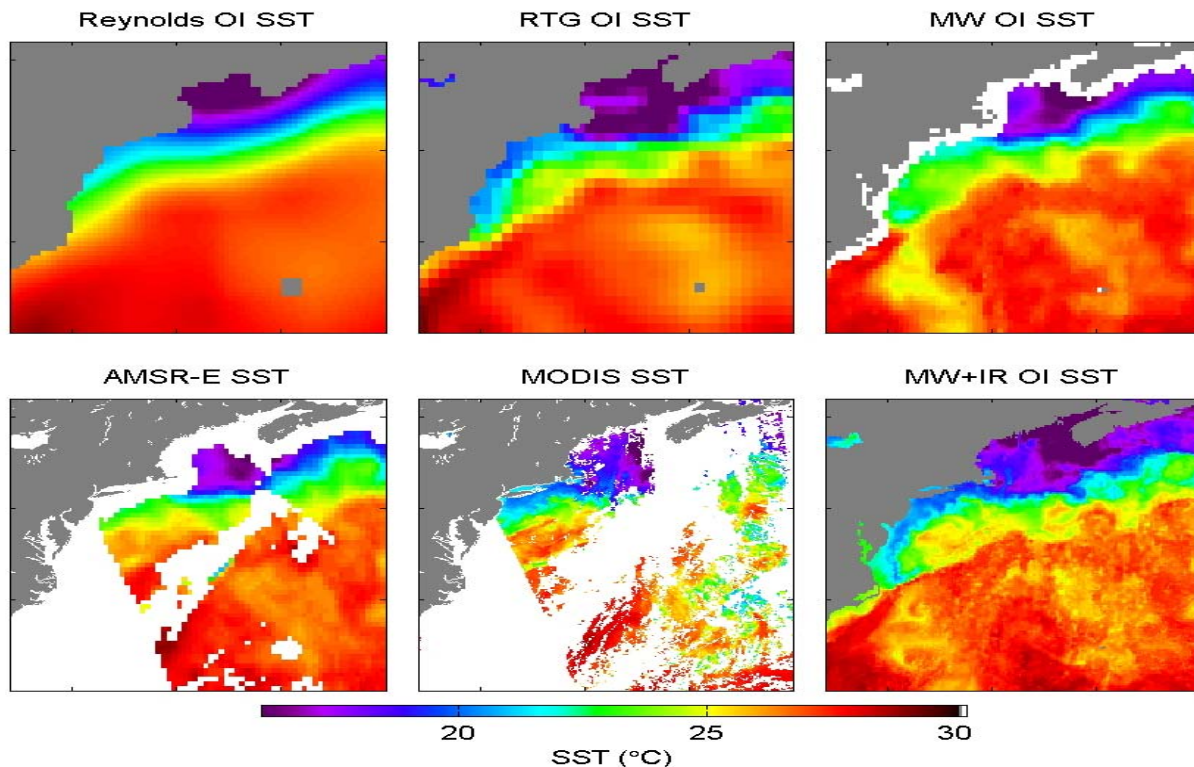 Reynolds OI SST
RTG OI SST
MW OI SST
AMSR-E SST
MODIS SST
MW+IR OI SST
20
25
30
SST (°C)